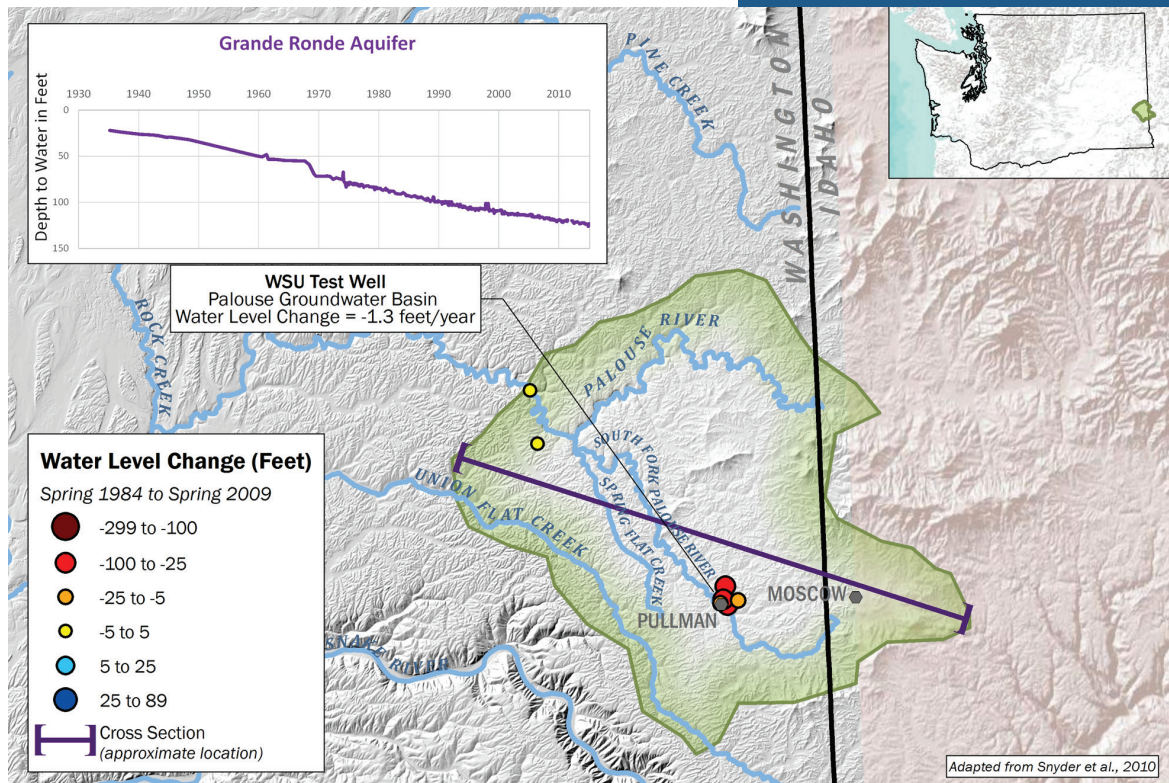 Grande Ronde Aquifer
1930 1940 1950 1960 1970 1980 1990 2000 2010
Depth to Water in Feet
0
50
100
150
WSU Test Well
Palouse Groundwater Basin
Water Level Change = -1.3 feet/year
PINE CREEK
WASHINGTON
IDAHO
ROCK CREEK
PALOUSE RIVER
SOUTH FORK PALOUSE RIVER
SPRING FLAT CREEK
UNION FLAT CREEK
SNAKE RIVER
PULLMAN
MOSCOW
Water Level Change (Feet)
Spring 1984 to Spring 2009
-299 to -100
-100 to -25
-25 to -5
-5 to 5
5 to 25
25 to 89
Cross Section
(approximate location)
Adapted from Snyder et al., 2010